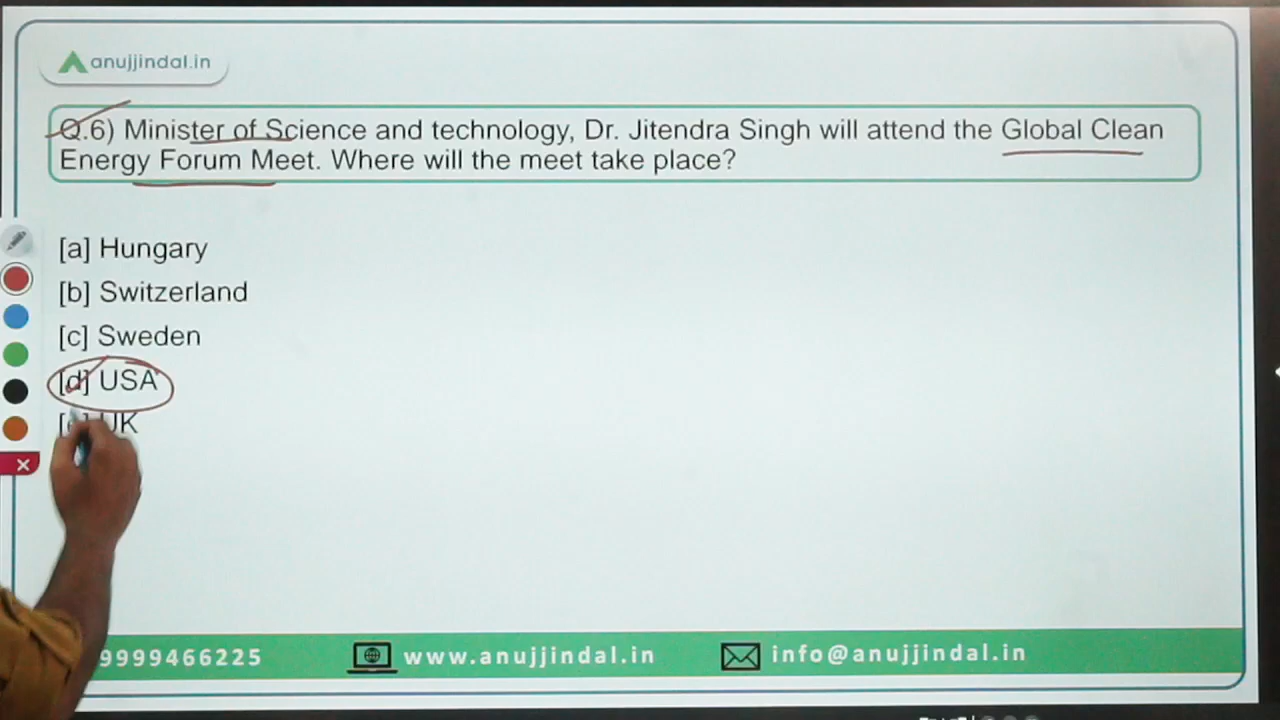 anujjindal.in
Q.6) Minister of Science and technology, Dr. Jitendra Singh will attend the Global Clean
Energy Forum Meet. Where will the meet take place?
[a] Hungary
[b] Switzerland
[c] Sweden
[d] USA
UK
9999466225 www.anujjindal.in info@anujjindal.in